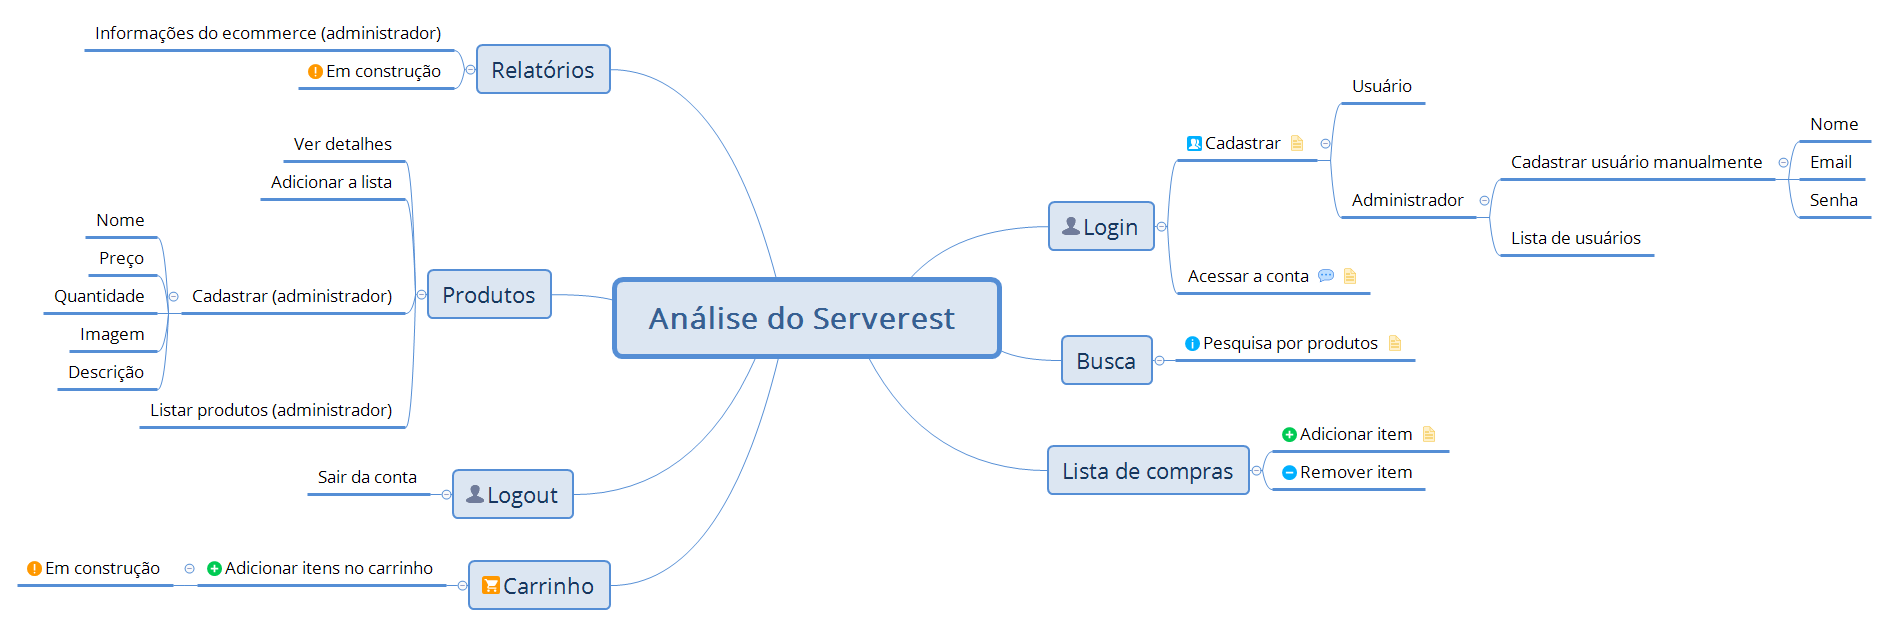 Análise do Serverest
Login
Cadastrar
Usuário
Administrador
Cadastrar usuário manualmente
Nome
Email
Senha
Lista de usuários
Acessar a conta
Busca
Pesquisa por produtos
Lista de compras
Adicionar item
Remover item
Relatórios
Informações do ecommerce (administrador)
Em construção
Produtos
Ver detalhes
Adicionar a lista
Cadastrar (administrador)
Nome
Preço
Quantidade
Imagem
Descrição
Listar produtos (administrador)
Logout
Sair da conta
Carrinho
Adicionar itens no carrinho
Em construção